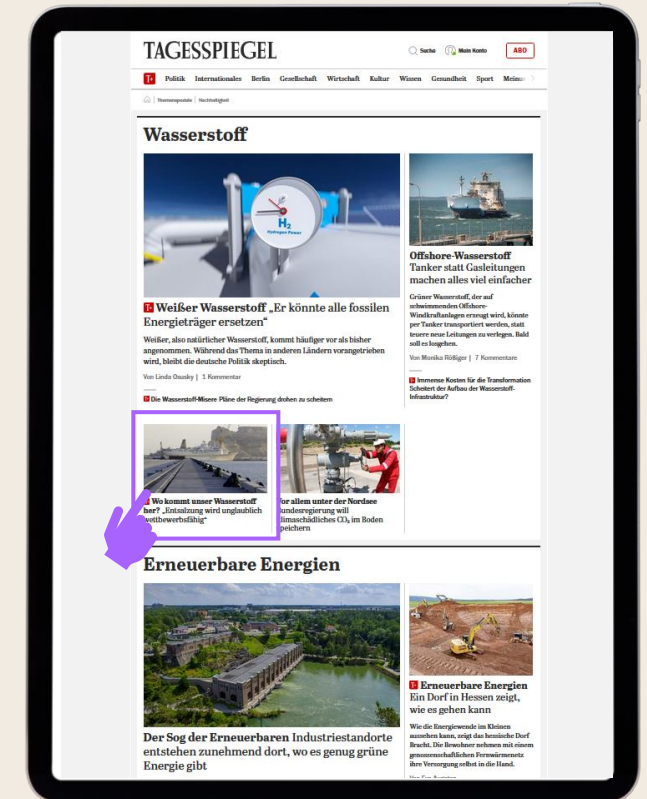 TAGESSPIEGEL
Suche
Mein Konto
ABO
T+ Politik Internationales Berlin Gesellschaft Wirtschaft Kultur Wissen Gesundheit Sport Meinu
Themenspezials | Nachhaltigkeit
Wasserstoff
H2
Hydrogen Power
T+ Weißer Wasserstoff „Er könnte alle fossilen
Energieträger ersetzen“
Weißer, also natürlicher Wasserstoff, kommt häufiger vor als bisher
angenommen. Während das Thema in anderen Ländern vorangetrieben
wird, bleibt die deutsche Politik skeptisch.
Von Linda Osusky | 1 Kommentar
T+ Die Wasserstoff-Misere Pläne der Regierung drohen zu scheitern
Offshore-Wasserstoff
Tanker statt Gasleitungen
machen alles viel einfacher
Grüner Wasserstoff, der auf
schwimmenden Offshore-
Windkraftanlagen erzeugt wird, könnte
per Tanker transportiert werden, statt
teuere neue Leitungen zu verlegen. Bald
soll es losgehen.
Von Monika Rößiger | 7 Kommentare
T+ Immense Kosten für die Transformation
Scheitert der Aufbau der Wasserstoff-
Infrastruktur?
Wo kommt unser Wasserstoff
her? „Entsalzung wird unglaublich
wettbewerbsfähig“
Vor allem unter der Nordsee
Bundesregierung will
klimaschädliches CO₂ im Boden
speichern
Erneuerbare Energien
Der Sog der Erneuerbaren Industriestandorte
entstehen zunehmend dort, wo es genug grüne
Energie gibt
T+ Erneuerbare Energien
Ein Dorf in Hessen zeigt,
wie es gehen kann
Wie die Energiewende im Kleinen
aussehen kann, zeigt das hessische Dorf
Bracht. Die Bewohner nehmen mit einem
genossenschaftlichen Fernwärmenetz
ihre Versorgung selbst in die Hand.